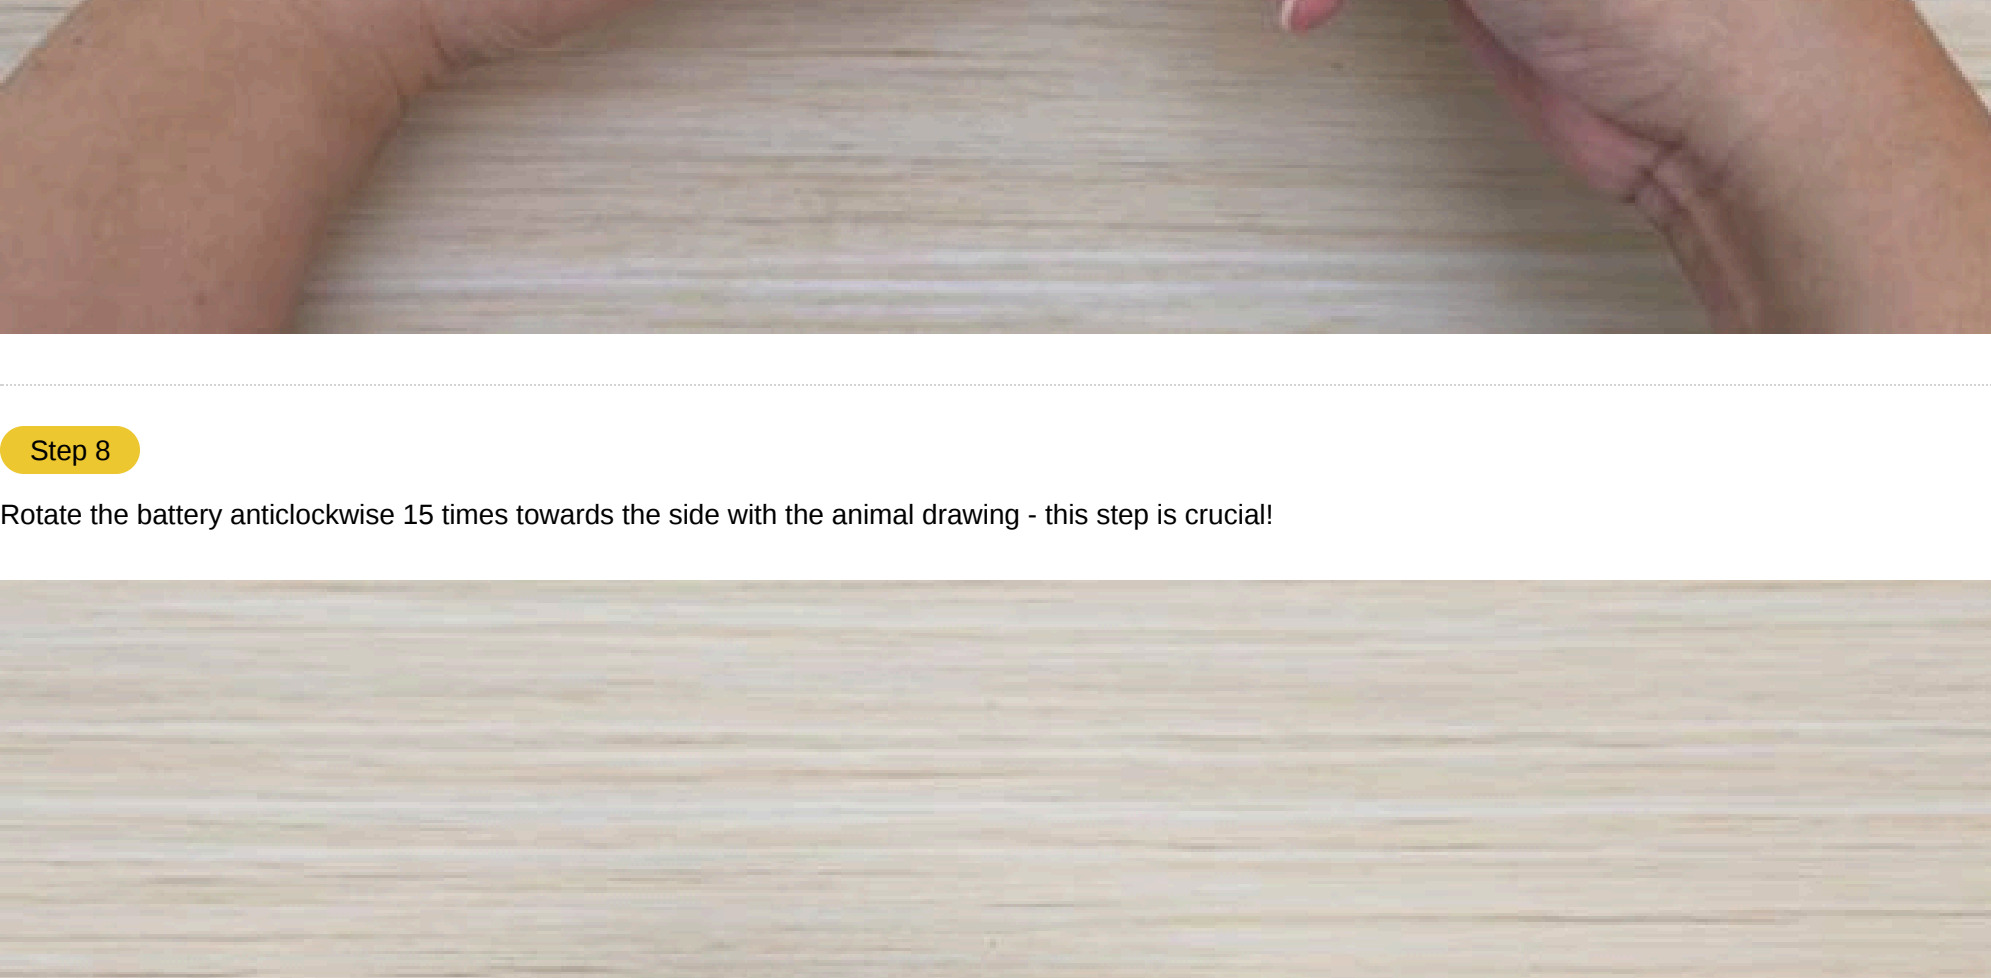 Step 8
Rotate the battery anticlockwise 15 times towards the side with the animal drawing - this step is crucial!